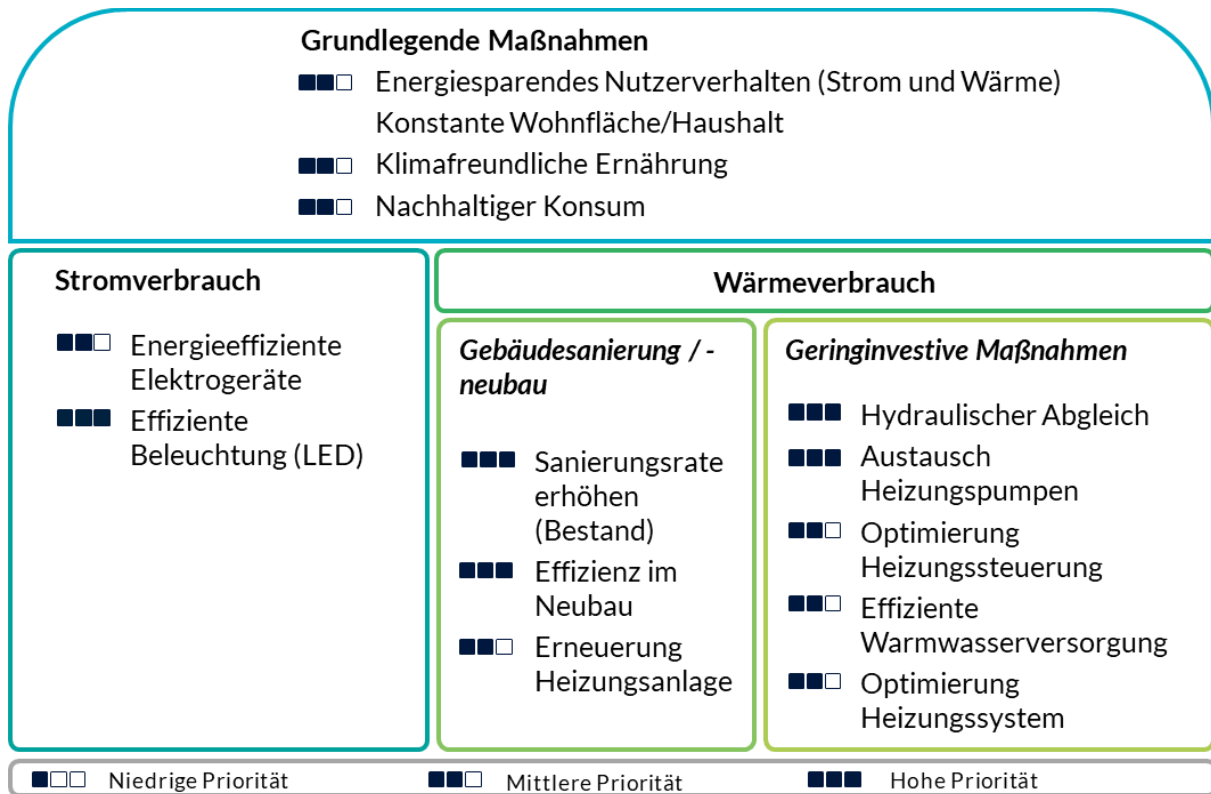 Grundlegende Maßnahmen
Energiesparendes Nutzerverhalten (Strom und Wärme)
Konstante Wohnfläche/Haushalt
Klimafreundliche Ernährung
Nachhaltiger Konsum
Stromverbrauch
Energieeffiziente
Elektrogeräte
Effiziente
Beleuchtung (LED)
Wärmeverbrauch
Gebäudesanierung / -
neubau
Sanierungsrate
erhöhen
(Bestand)
Effizienz im
Neubau
Erneuerung
Heizungsanlage
Geringinvestive Maßnahmen
Hydraulischer Abgleich
Austausch
Heizungspumpen
Optimierung
Heizungssteuerung
Effiziente
Warmwasserversorgung
Optimierung
Heizungssystem
Niedrige Priorität
Mittlere Priorität
Hohe Priorität